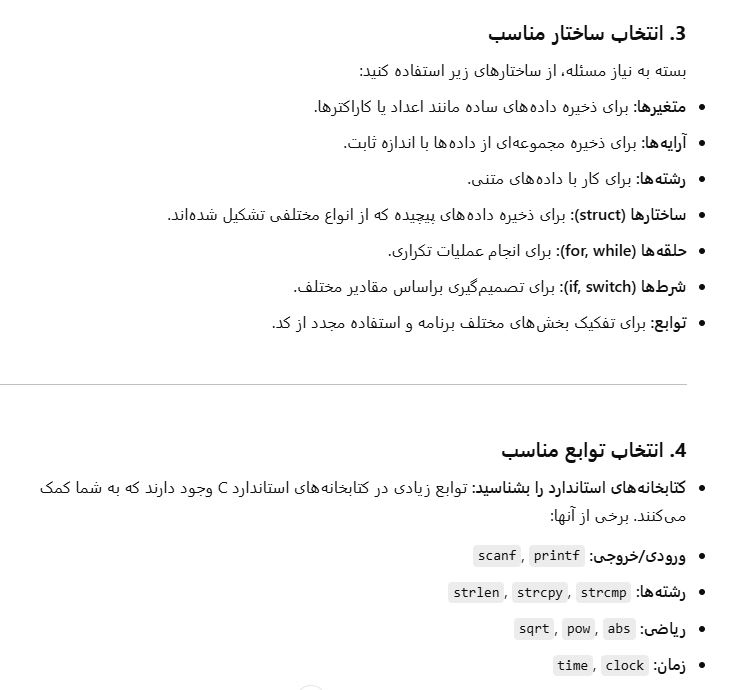 3. انتخاب ساختار مناسب
بسته به نیاز مسئله، از ساختارهای زیر استفاده کنید:
• متغیرها: برای ذخیره داده‌های ساده مانند اعداد یا کاراکترها.
• آرایه‌ها: برای ذخیره مجموعه‌ای از داده‌ها با اندازه ثابت.
• رشته‌ها: برای کار با داده‌های متنی.
• ساختارها (struct): برای ذخیره داده‌های پیچیده که از انواع مختلفی تشکیل شده‌اند.
• حلقه‌ها (for, while): برای انجام عملیات تکراری.
• شرط‌ها (if, switch): برای تصمیم‌گیری براساس مقادیر مختلف.
• توابع: برای تفکیک بخش‌های مختلف برنامه و استفاده مجدد از کد.
4. انتخاب توابع مناسب
• کتابخانه‌های استاندارد را بشناسید: توابع زیادی در کتابخانه‌های استاندارد C وجود دارند که به شما کمک
می‌کنند. برخی از آنها:
• ورودی/خروجی: printf, scanf
• رشته‌ها: strcmp, strcpy, strlen
• ریاضی: abs, pow, sqrt
• زمان: clock, time